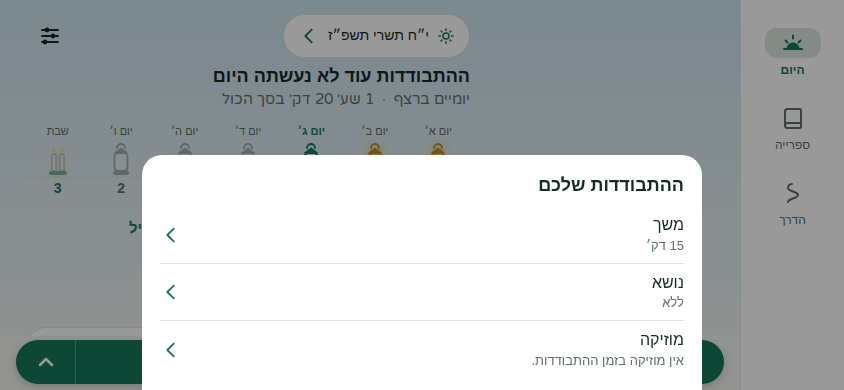 היום
ספרייה
הדרך
י״ח תשרי תשפ״ז
ההתבודדות עוד לא נעשתה היום
יומיים ברצף · 1 שע׳ 20 דק׳ בסך הכול
יום א׳
יום ב׳
יום ג׳
יום ד׳
יום ה׳
יום ו׳
שבת
2
3
ההתבודדות שלכם
משך
15 דק׳
נושא
ללא
מוזיקה
אין מוזיקה בזמן ההתבודדות.